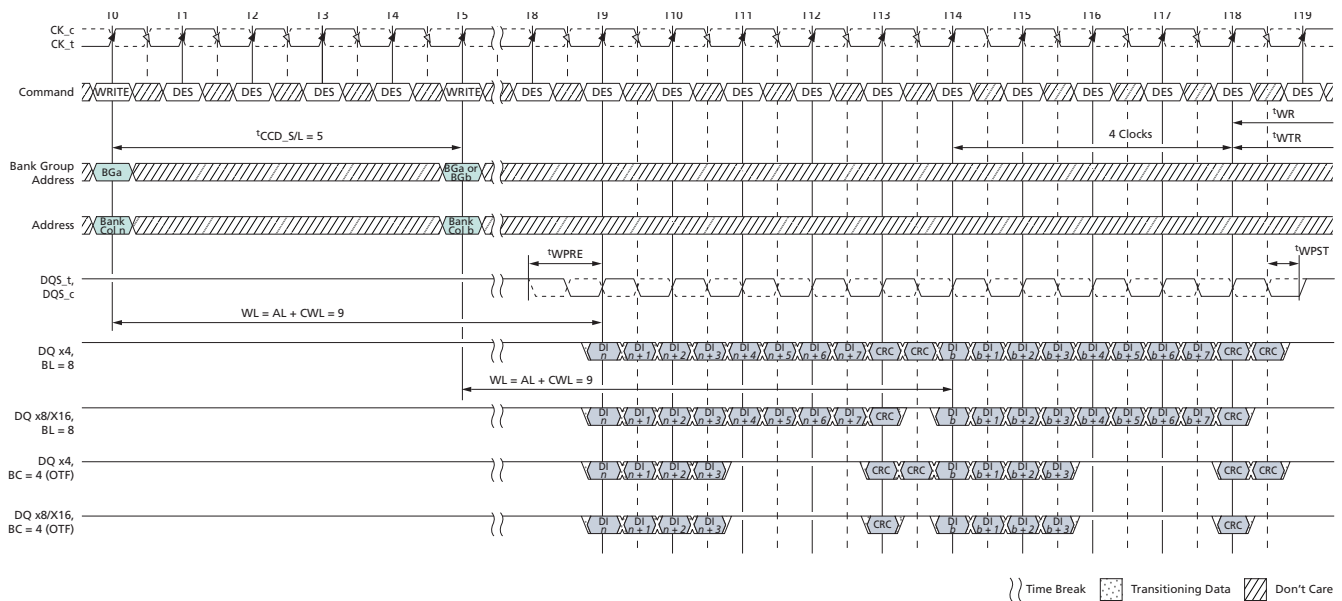 T0 T1 T2 T3 T4 T5 T8 T9 T10 T11 T12 T13 T14 T15 T16 T17 T18 T19
CK_c
CK_t
Command WRITE DES DES DES DES WRITE DES DES DES DES DES DES DES DES DES DES DES DES
tWR
tCCD_S/L = 5 4 Clocks tWTR
Bank Group
Address BGa BGa or
BGb
Address Bank
Col n Bank
Col b
tWPRE tWPST
DQS_t,
DQS_c
WL = AL + CWL = 9
DQ x4,
BL = 8
DI
n DI
n + 1 DI
n + 2 DI
n + 3 DI
n + 4 DI
n + 5 DI
n + 6 DI
n + 7 CRC CRC DI
b DI
b + 1 DI
b + 2 DI
b + 3 DI
b + 4 DI
b + 5 DI
b + 6 DI
b + 7 CRC CRC
WL = AL + CWL = 9
DQ x8/X16,
BL = 8
DI
n DI
n + 1 DI
n + 2 DI
n + 3 DI
n + 4 DI
n + 5 DI
n + 6 DI
n + 7 CRC DI
b DI
b + 1 DI
b + 2 DI
b + 3 DI
b + 4 DI
b + 5 DI
b + 6 DI
b + 7 CRC
DQ x4,
BC = 4 (OTF)
DI
n DI
n + 1 DI
n + 2 DI
n + 3 CRC CRC DI
b DI
b + 1 DI
b + 2 DI
b + 3 CRC CRC
DQ x8/X16,
BC = 4 (OTF)
DI
n DI
n + 1 DI
n + 2 DI
n + 3 CRC DI
b DI
b + 1 DI
b + 2 DI
b + 3 CRC
Time Break Transitioning Data Don't Care